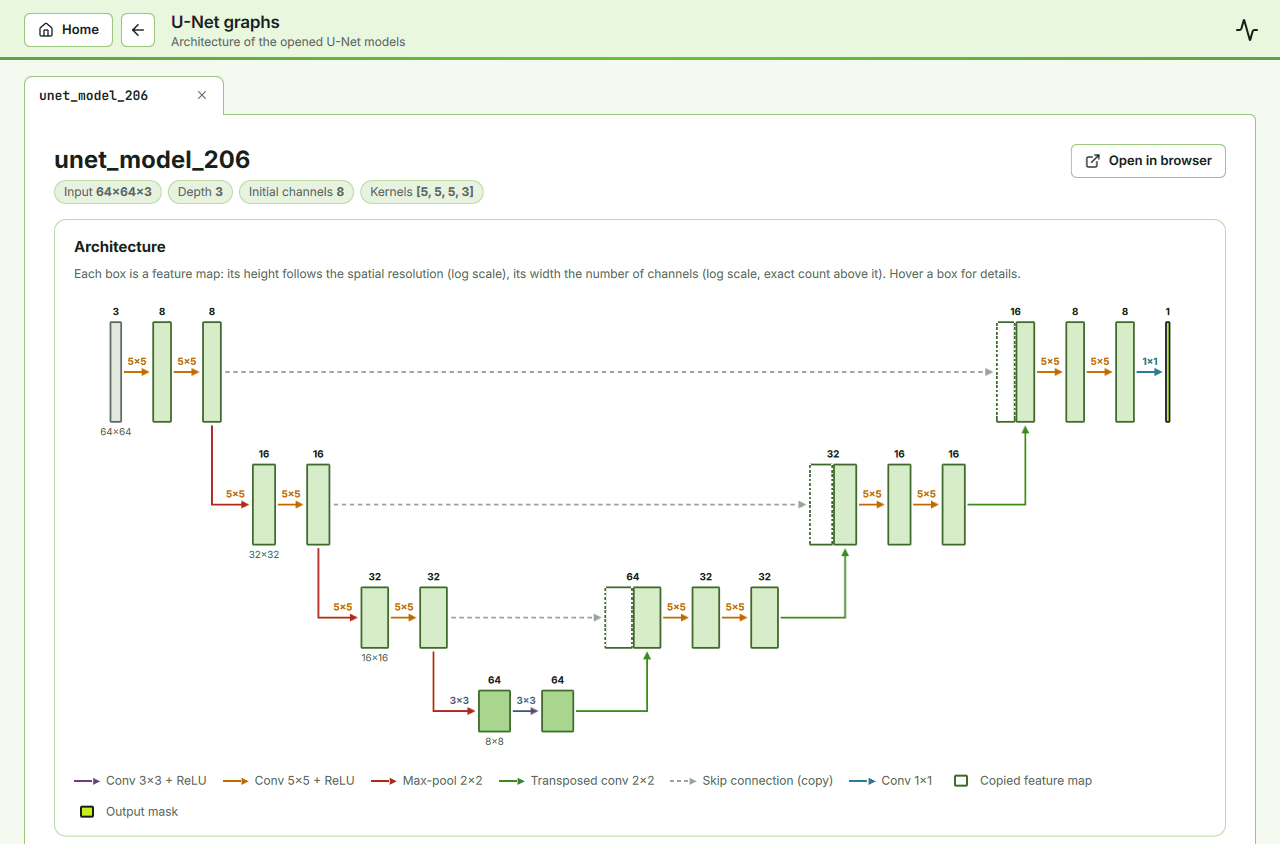 Home
U-Net graphs
Architecture of the opened U-Net models
unet_model_206
unet_model_206
Open in browser
Input 64×64×3
Depth 3
Initial channels 8
Kernels [5, 5, 5, 3]
Architecture
Each box is a feature map: its height follows the spatial resolution (log scale), its width the number of channels (log scale, exact count above it). Hover a box for details.
3 8 8 16 8 8 1
5×5 5×5 5×5 5×5 1×1
64×64
16 16 32 16 16
5×5 5×5 5×5 5×5
32×32
32 32 64 32 32
5×5 5×5 5×5 5×5
16×16
64 64
3×3 3×3
8×8
Conv 3×3 + ReLU
Conv 5×5 + ReLU
Max-pool 2×2
Transposed conv 2×2
Skip connection (copy)
Conv 1×1
Copied feature map
Output mask